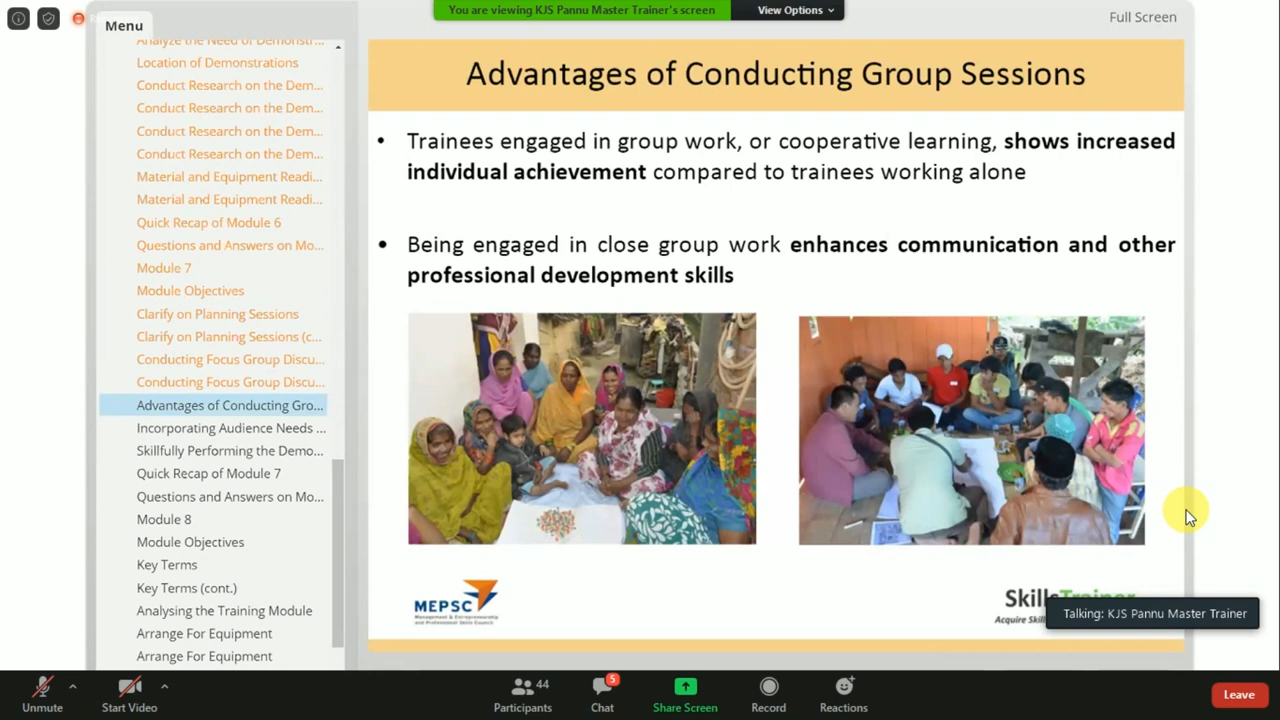 You are viewing KJS Pannu Master Trainer's screen
View Options
Full Screen
Menu
Analyze the Need of Demonstr...
Location of Demonstrations
Conduct Research on the Dem...
Conduct Research on the Dem...
Conduct Research on the Dem...
Conduct Research on the Dem...
Material and Equipment Readi...
Material and Equipment Readi...
Quick Recap of Module 6
Questions and Answers on Mo...
Module 7
Module Objectives
Clarify on Planning Sessions
Clarify on Planning Sessions (c...
Conducting Focus Group Discu...
Conducting Focus Group Discu...
Advantages of Conducting Gro...
Incorporating Audience Needs ...
Skillfully Performing the Demo...
Quick Recap of Module 7
Questions and Answers on Mo...
Module 8
Module Objectives
Key Terms
Key Terms (cont.)
Analysing the Training Module
Arrange For Equipment
Arrange For Equipment
Advantages of Conducting Group Sessions
• Trainees engaged in group work, or cooperative learning, shows increased
individual achievement compared to trainees working alone
• Being engaged in close group work enhances communication and other
professional development skills
MEPSC
Management & Entrepreneurship
and Professional Skills Council
SkillsTrainer
Acquire
Talking: KJS Pannu Master Trainer
Unmute
Start Video
44
Participants
5
Chat
Share Screen
Record
Reactions
Leave